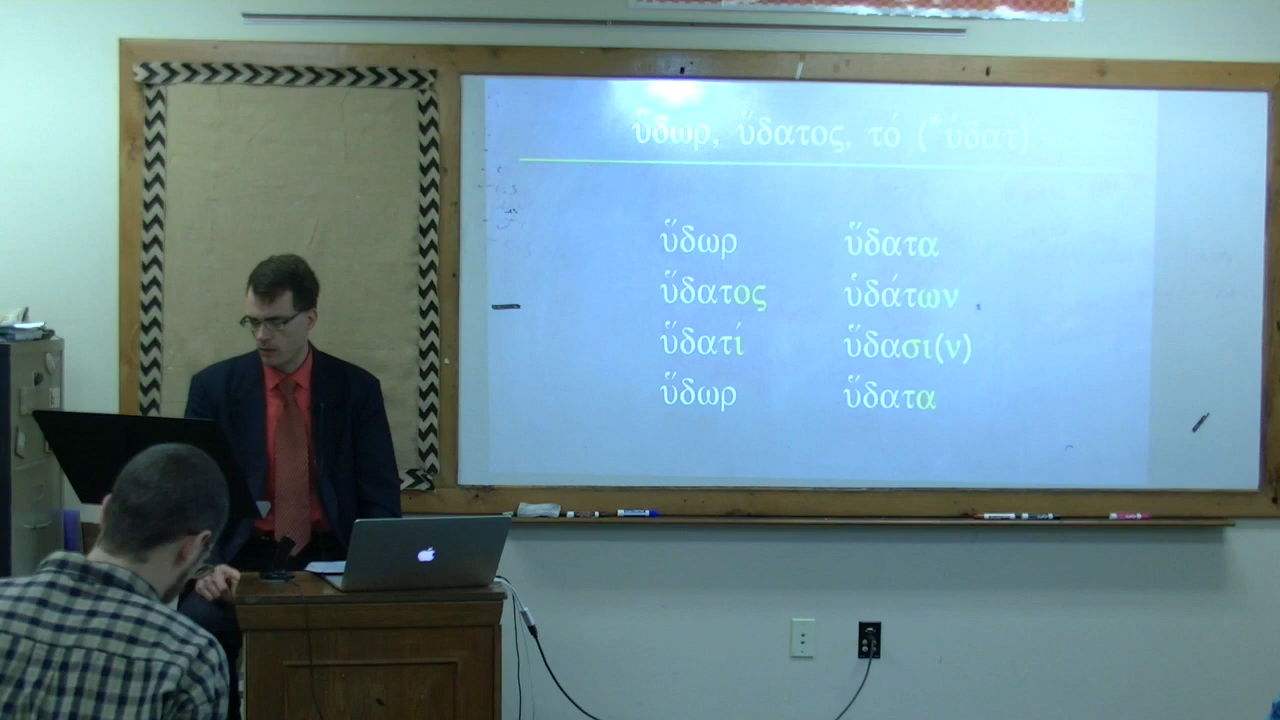 ὕδωρ, ὕδατος, τό (*ὑδατ)
ὕδωρ ὕδατα
ὕδατος ὑδάτων
ὕδατί ὕδασι(ν)
ὕδωρ ὕδατα